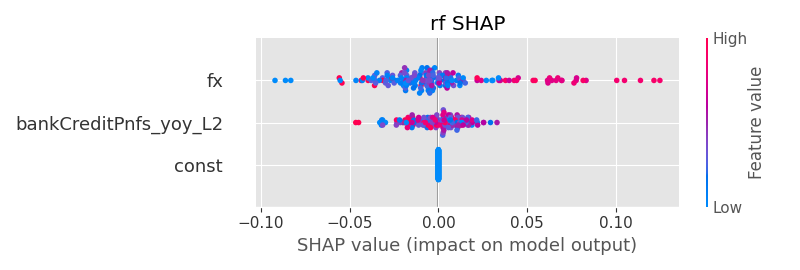 rf SHAP
High
fx
bankCreditPnfs_yoy_L2
const
Feature value
Low
−0.10 −0.05 0.00 0.05 0.10
SHAP value (impact on model output)